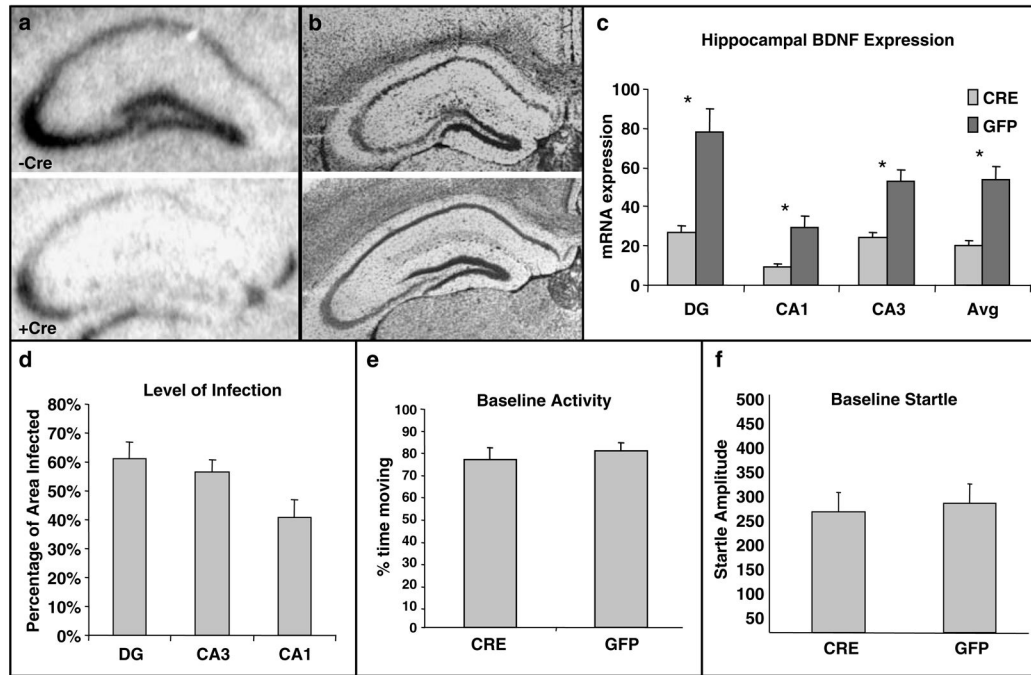 a
-Cre
+Cre
b
c
Hippocampal BDNF Expression
mRNA expression
100
80
60
40
20
0
* * * *
CRE
GFP
DG CA1 CA3 Avg
d
Level of Infection
Percentage of Area Infected
80%
70%
60%
50%
40%
30%
20%
10%
0%
DG CA3 CA1
e
Baseline Activity
% time moving
100
90
80
70
60
50
40
30
20
10
0
CRE GFP
f
Baseline Startle
Startle Amplitude
500
450
400
350
300
250
200
150
100
50
CRE GFP